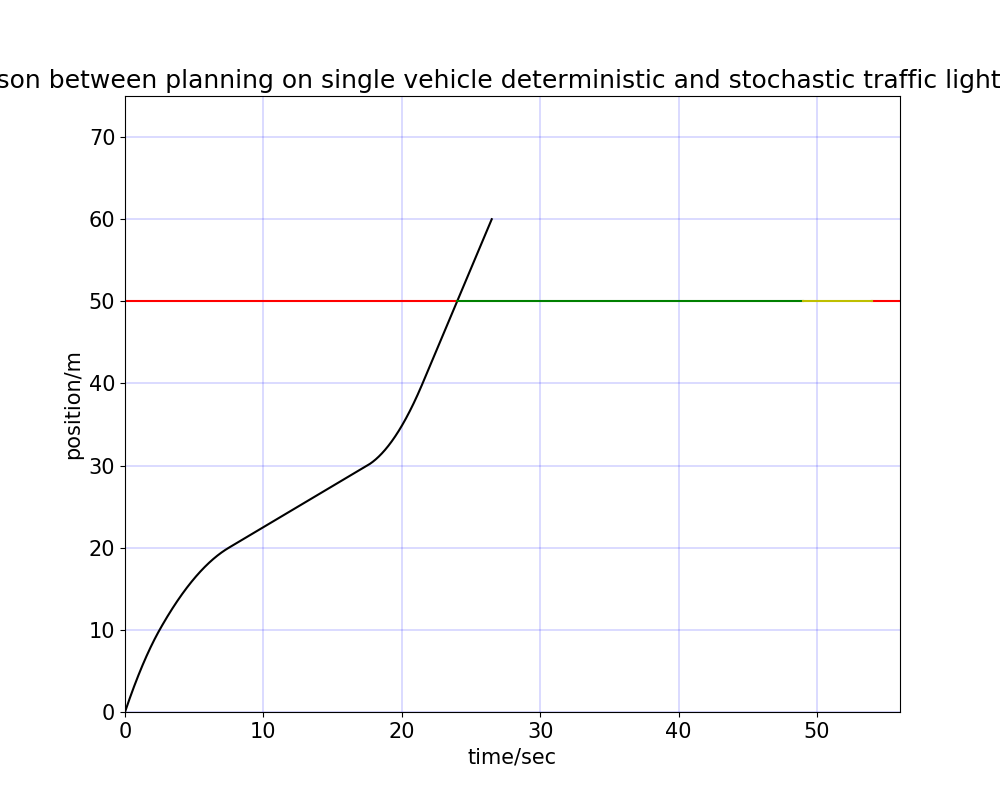 son between planning on single vehicle deterministic and stochastic traffic light
70
60
50
40
30
20
10
0
position/m
0 10 20 30 40 50
time/sec